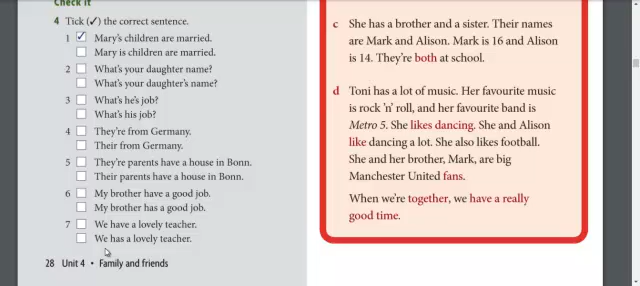 Check it
4 Tick (✓) the correct sentence.
1 ✓ Mary's children are married.
Mary is children are married.
2 What's your daughter name?
What's your daughter's name?
3 What's he's job?
What's his job?
4 They're from Germany.
Their from Germany.
5 They're parents have a house in Bonn.
Their parents have a house in Bonn.
6 My brother have a good job.
My brother has a good job.
7 We have a lovely teacher.
We has a lovely teacher.
28 Unit 4 • Family and friends
c She has a brother and a sister. Their names
are Mark and Alison. Mark is 16 and Alison
is 14. They're both at school.
d Toni has a lot of music. Her favourite music
is rock 'n' roll, and her favourite band is
Metro 5. She likes dancing. She and Alison
like dancing a lot. She also likes football.
She and her brother, Mark, are big
Manchester United fans.
When we're together, we have a really
good time.